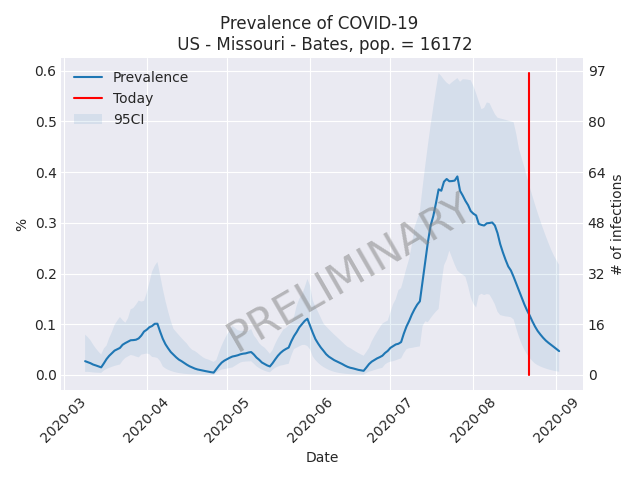 Prevalence of COVID-19
US - Missouri - Bates, pop. = 16172
Prevalence
Today
95CI
PRELIMINARY
%
0.6
0.5
0.4
0.3
0.2
0.1
0.0
97
80
64
48
32
16
0
# of infections
2020-03
2020-04
2020-05
2020-06
2020-07
2020-08
2020-09
Date